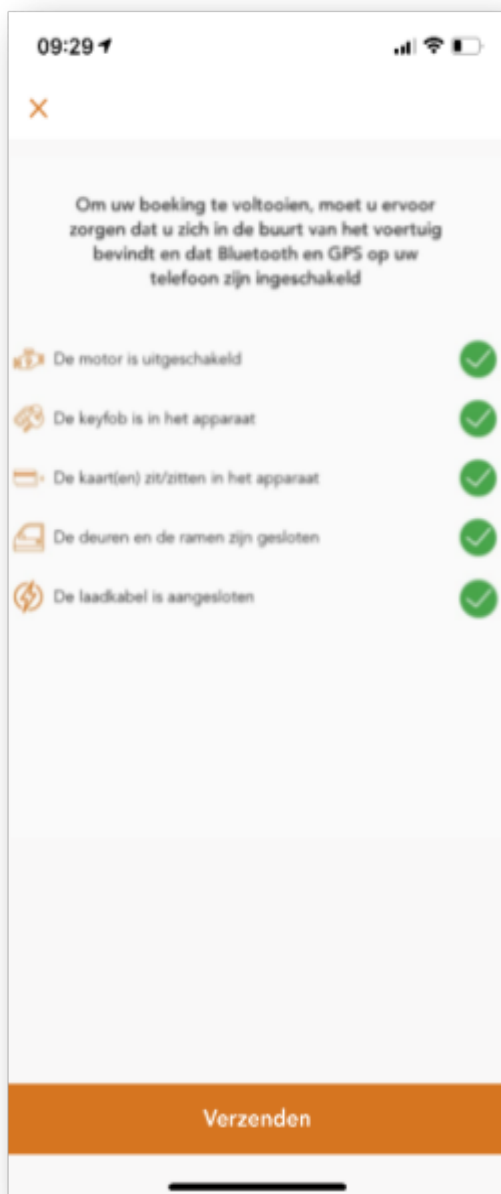 09:29
Om uw boeking te voltooien, moet u ervoor
zorgen dat u zich in de buurt van het voertuig
bevindt en dat Bluetooth en GPS op uw
telefoon zijn ingeschakeld
De motor is uitgeschakeld
De keyfob is in het apparaat
De kaart(en) zit/zitten in het apparaat
De deuren en de ramen zijn gesloten
De laadkabel is aangesloten
Verzenden